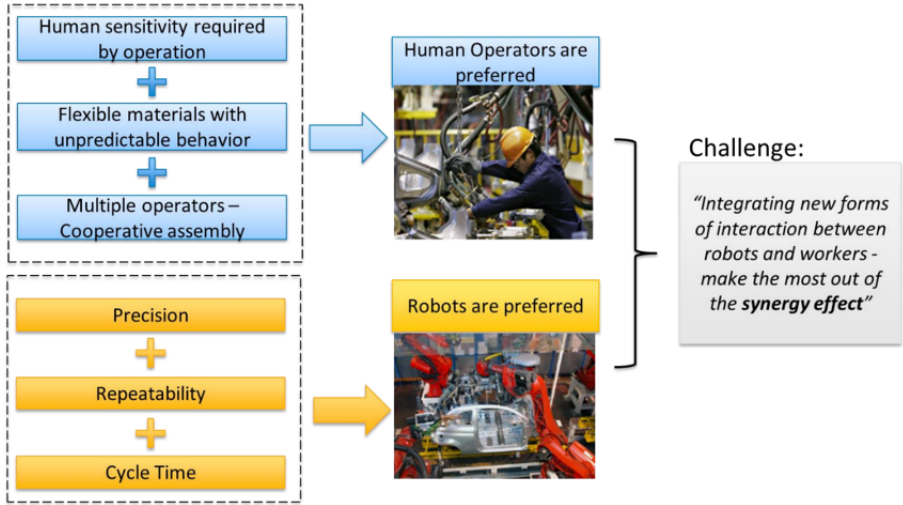 Human sensitivity required
by operation
Flexible materials with
unpredictable behavior
Multiple operators –
Cooperative assembly
Human Operators are
preferred
Precision
Repeatability
Cycle Time
Robots are preferred
Challenge:
“Integrating new forms
of interaction between
robots and workers -
make the most out of
the synergy effect”